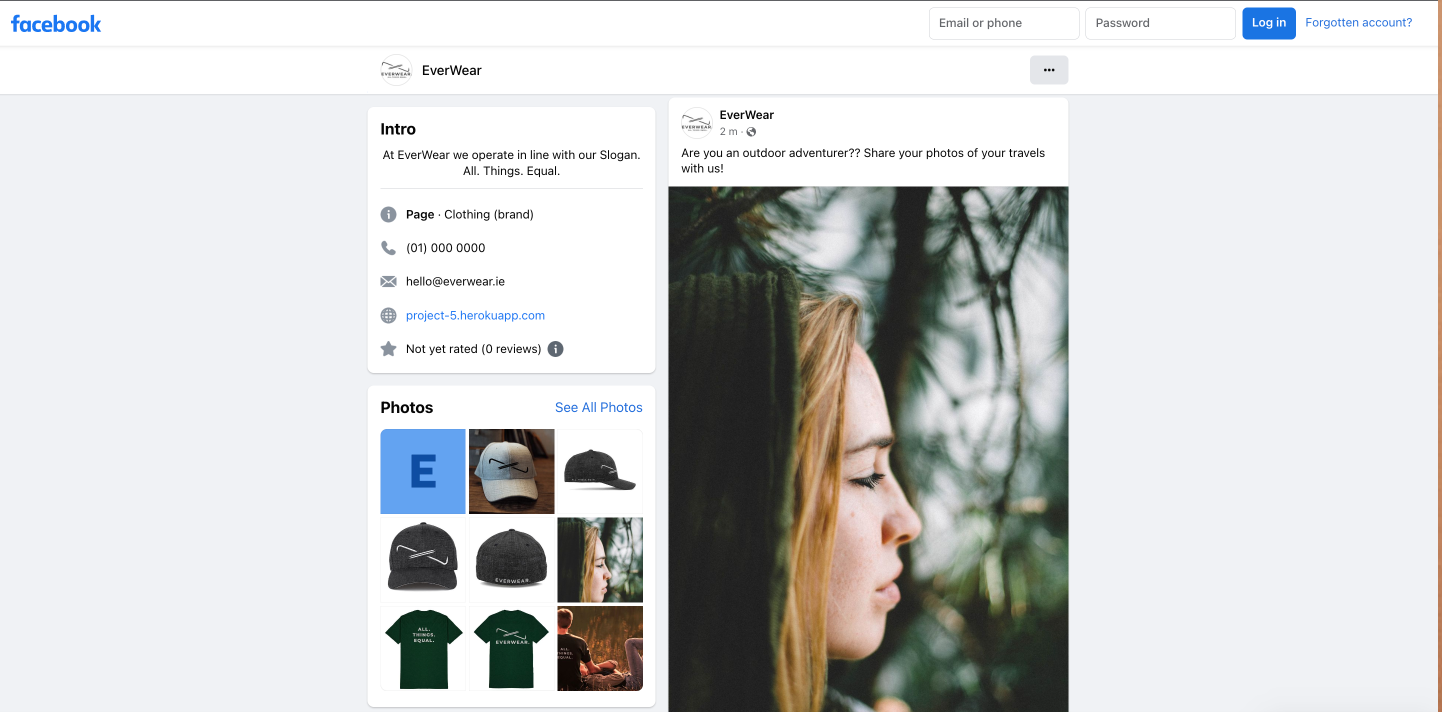 facebook
Email or phone
Password
Log in
Forgotten account?
EVERWEAR.
EverWear
Intro
At EverWear we operate in line with our Slogan.
All. Things. Equal.
Page · Clothing (brand)
(01) 000 0000
hello@everwear.ie
project-5.herokuapp.com
Not yet rated (0 reviews)
Photos
See All Photos
E
EVERWEAR.
ALL.
THINGS.
EQUAL.
EVERWEAR.
ALL.
THINGS.
EQUAL.
EVERWEAR.
EverWear
2 m ·
Are you an outdoor adventurer?? Share your photos of your travels
with us!